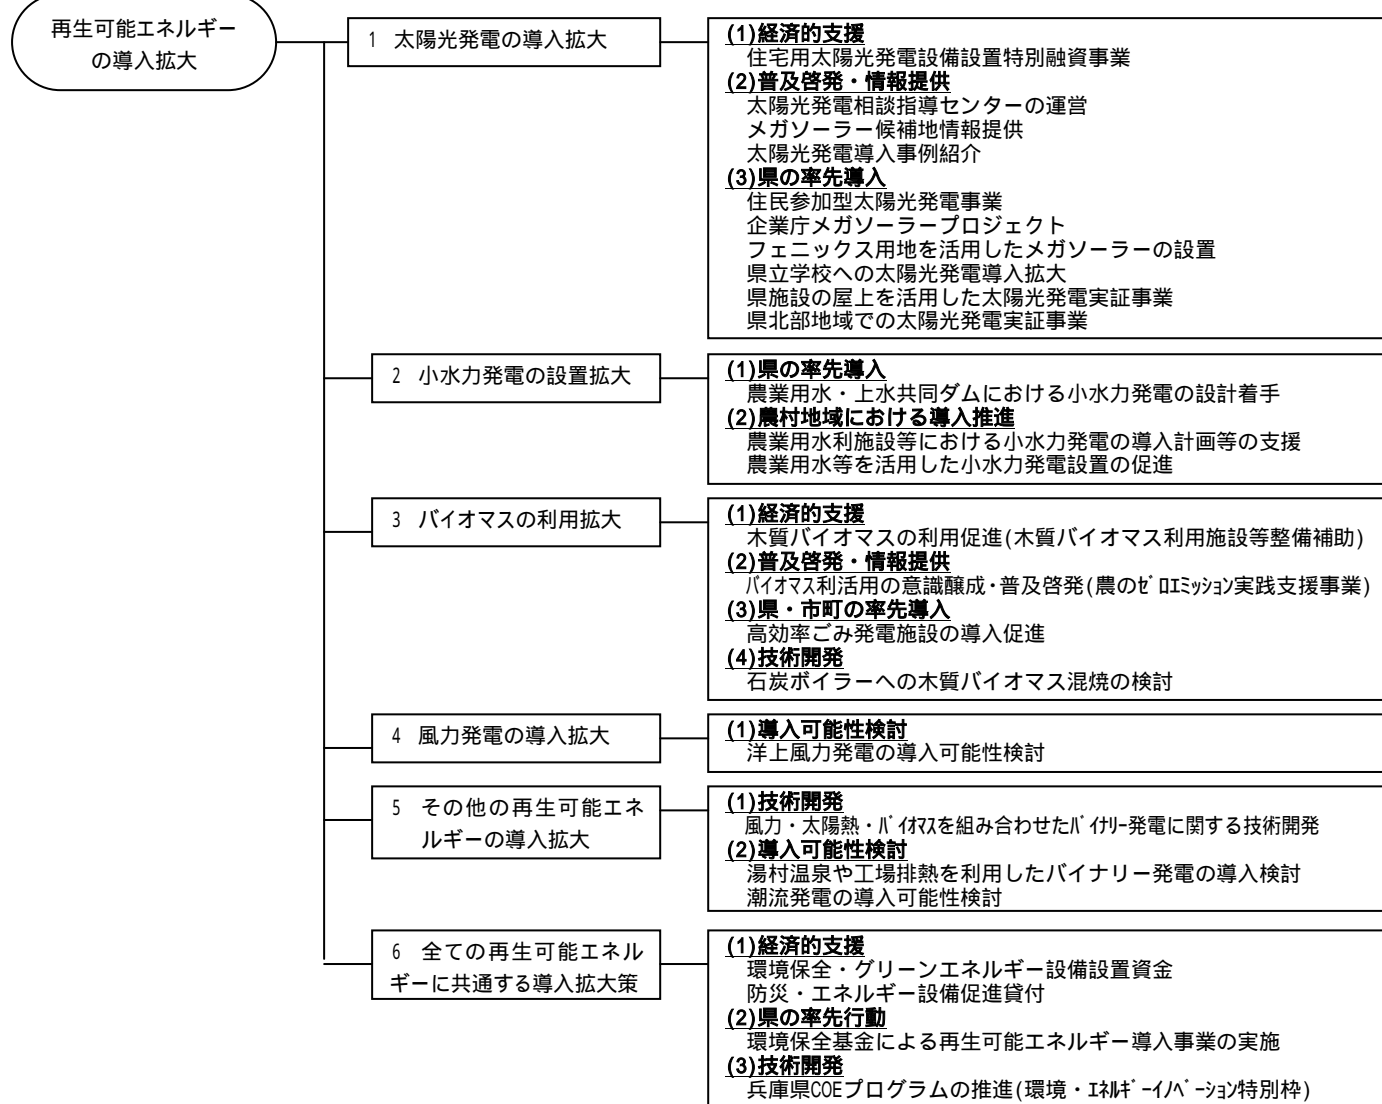 再生可能エネルギー
の導入拡大
1 太陽光発電の導入拡大
(1)経済的支援
住宅用太陽光発電設備設置特別融資事業
(2)普及啓発・情報提供
太陽光発電相談指導センターの運営
メガソーラー候補地情報提供
太陽光発電導入事例紹介
(3)県の率先導入
住民参加型太陽光発電事業
企業庁メガソーラープロジェクト
フェニックス用地を活用したメガソーラーの設置
県立学校への太陽光発電導入拡大
県施設の屋上を活用した太陽光発電実証事業
県北部地域での太陽光発電実証事業
2 小水力発電の設置拡大
(1)県の率先導入
農業用水・上水共同ダムにおける小水力発電の設計着手
(2)農村地域における導入推進
農業用水利施設等における小水力発電の導入計画等の支援
農業用水等を活用した小水力発電設置の促進
3 バイオマスの利用拡大
(1)経済的支援
木質バイオマスの利用促進(木質バイオマス利用施設等整備補助)
(2)普及啓発・情報提供
バイオマス利活用の意識醸成・普及啓発(農のゼロエミッション実践支援事業)
(3)県・市町の率先導入
高効率ごみ発電施設の導入促進
(4)技術開発
石炭ボイラーへの木質バイオマス混焼の検討
4 風力発電の導入拡大
(1)導入可能性検討
洋上風力発電の導入可能性検討
5 その他の再生可能エネ
ルギーの導入拡大
(1)技術開発
風力・太陽熱・バイオマスを組み合わせたバイナリー発電に関する技術開発
(2)導入可能性検討
湯村温泉や工場排熱を利用したバイナリー発電の導入検討
潮流発電の導入可能性検討
6 全ての再生可能エネル
ギーに共通する導入拡大策
(1)経済的支援
環境保全・グリーンエネルギー設備設置資金
防災・エネルギー設備促進貸付
(2)県の率先行動
環境保全基金による再生可能エネルギー導入事業の実施
(3)技術開発
兵庫県COEプログラムの推進(環境・エネルギーイノベーション特別枠)